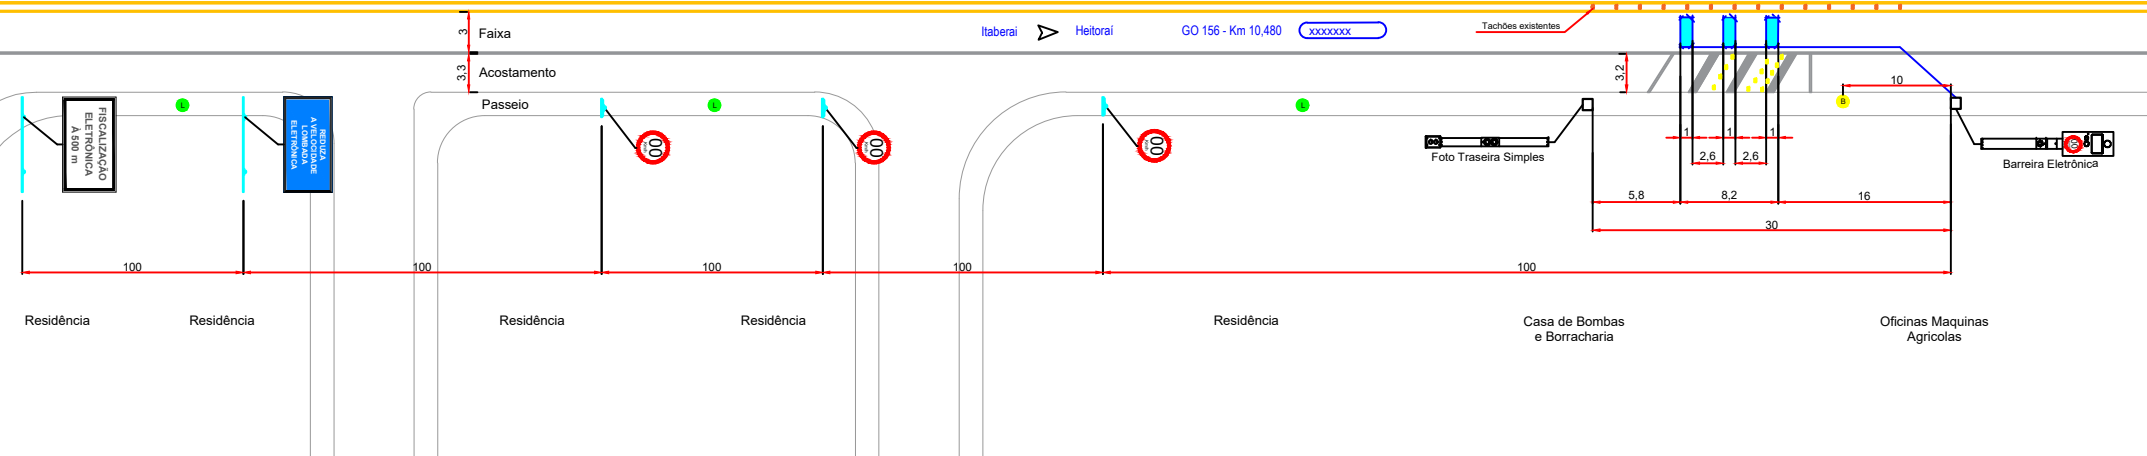 3
Faixa
Itaberai
Heitoraí
GO 156 - Km 10,480
xxxxxxx
Tachões existentes
3,3
Acostamento
3,2
10
Passeio
L
L
L
B
FISCALIZAÇÃO
ELETRÔNICA
À 500 m
REDUZA
A VELOCIDADE
LOMBADA
ELETRÔNICA
00
00
00
1
1
1
Foto Traseira Simples
00
Barreira Eletrônica
2,6
2,6
5,8
8,2
16
30
100
100
100
100
100
Residência
Residência
Residência
Residência
Residência
Casa de Bombas
e Borracharia
Oficinas Maquinas
Agricolas